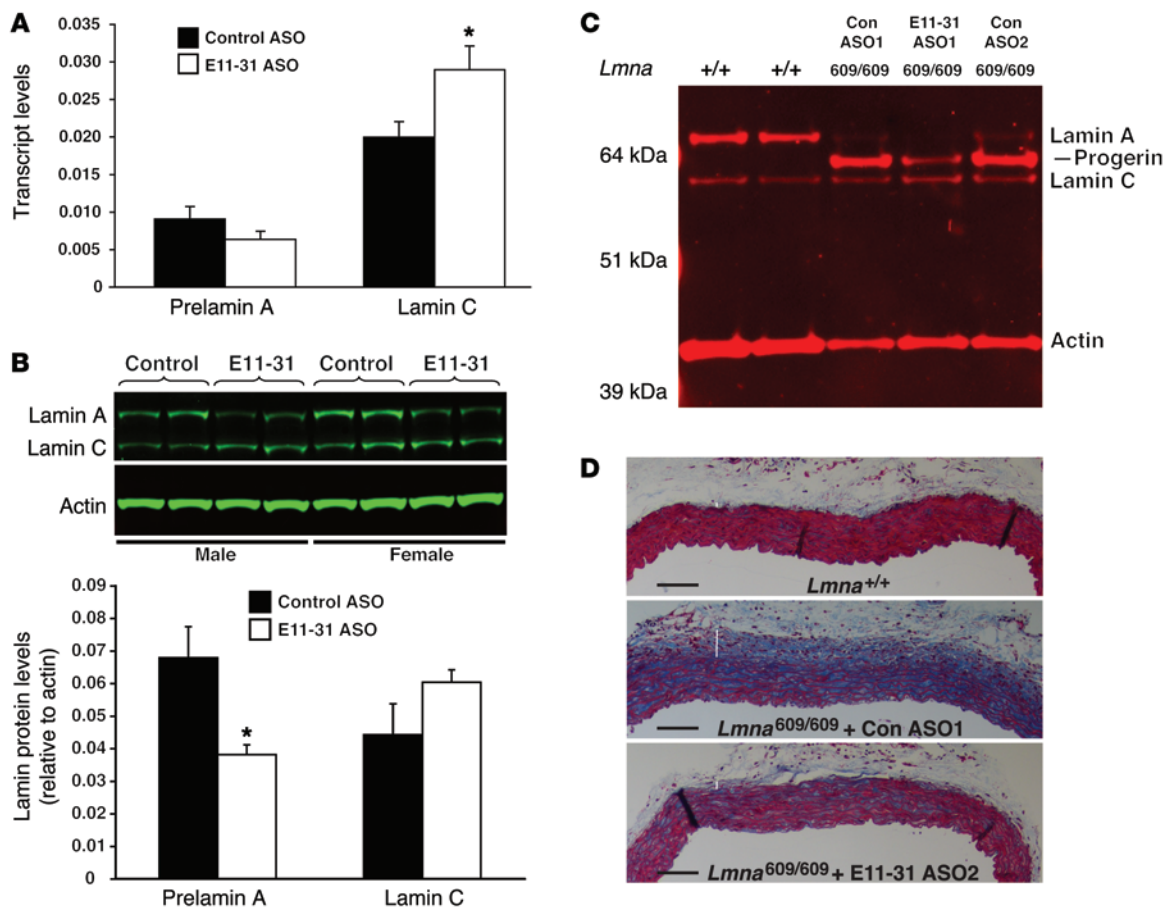 A
Transcript levels
0.035
0.030
0.025
0.020
0.015
0.010
0.005
0
Control ASO
E11-31 ASO
*
Prelamin A
Lamin C
B
Control
E11-31
Control
E11-31
Lamin A
Lamin C
Actin
Male
Female
Lamin protein levels
(relative to actin)
0.09
0.08
0.07
0.06
0.05
0.04
0.03
0.02
0.01
0
Control ASO
E11-31 ASO
*
Prelamin A
Lamin C
C
Con
ASO1
E11-31
ASO1
Con
ASO2
Lmna
+/+
+/+
609/609
609/609
609/609
64 kDa
51 kDa
39 kDa
Lamin A
—Progerin
Lamin C
Actin
D
Lmna+/+
Lmna609/609 + Con ASO1
Lmna609/609 + E11-31 ASO2